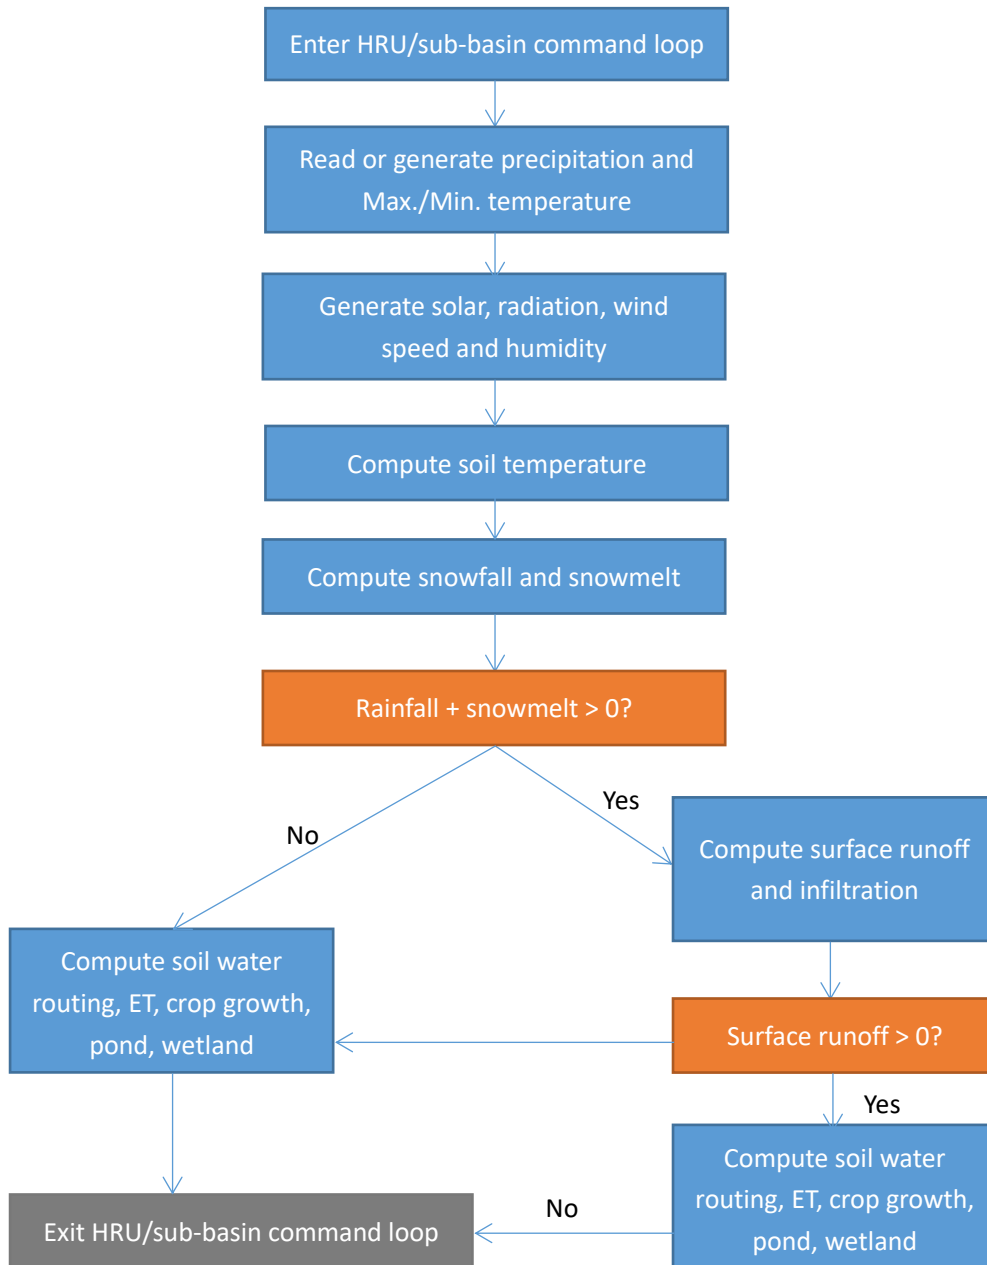 Enter HRU/sub-basin command loop
Read or generate precipitation and
Max./Min. temperature
Generate solar, radiation, wind
speed and humidity
Compute soil temperature
Compute snowfall and snowmelt
Rainfall + snowmelt > 0?
Yes
No
Compute surface runoff
and infiltration
Compute soil water
routing, ET, crop growth,
pond, wetland
Surface runoff > 0?
Yes
Compute soil water
routing, ET, crop growth,
pond, wetland
No
Exit HRU/sub-basin command loop